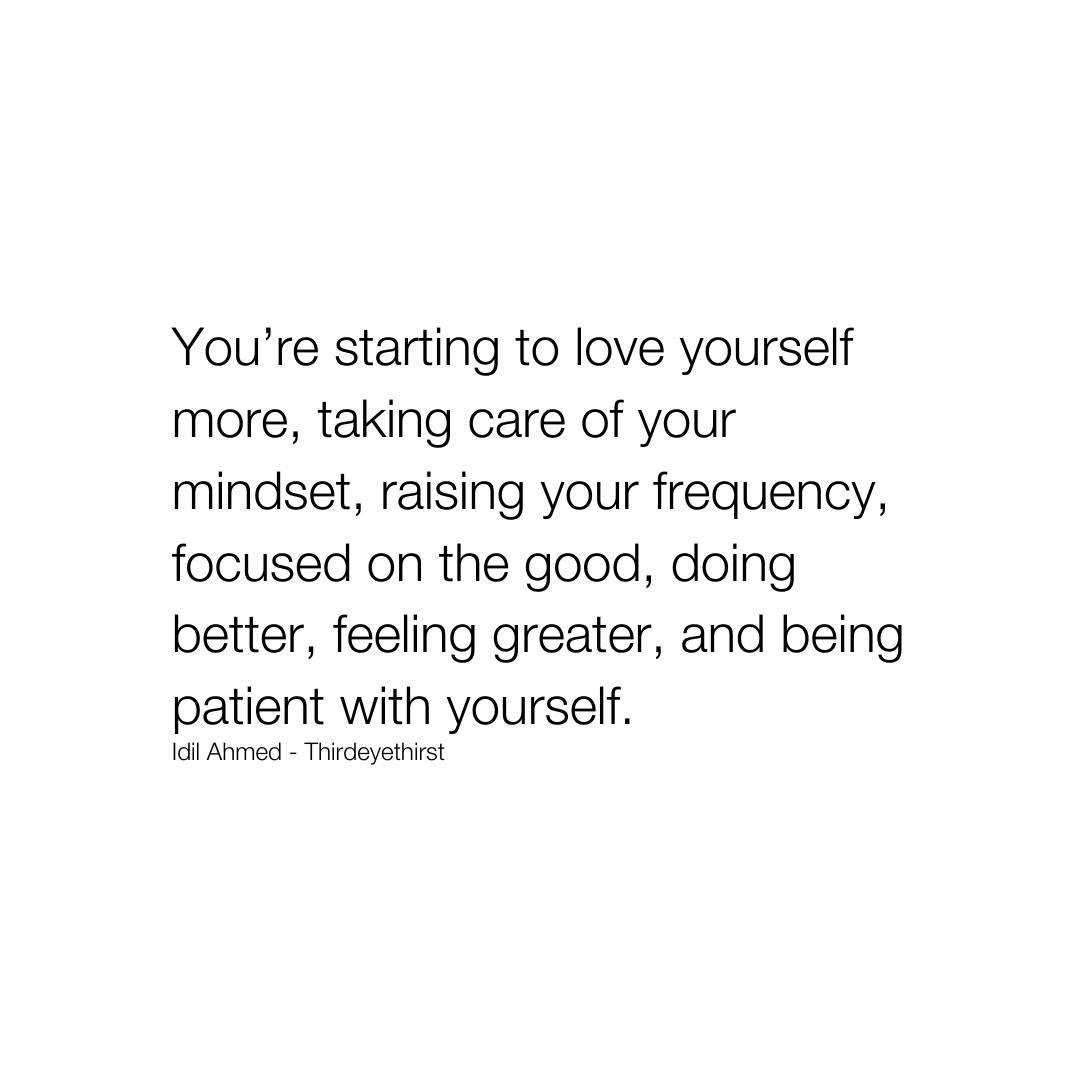 You’re starting to love yourself
more, taking care of your
mindset, raising your frequency,
focused on the good, doing
better, feeling greater, and being
patient with yourself.
Idil Ahmed - Thirdeyethirst